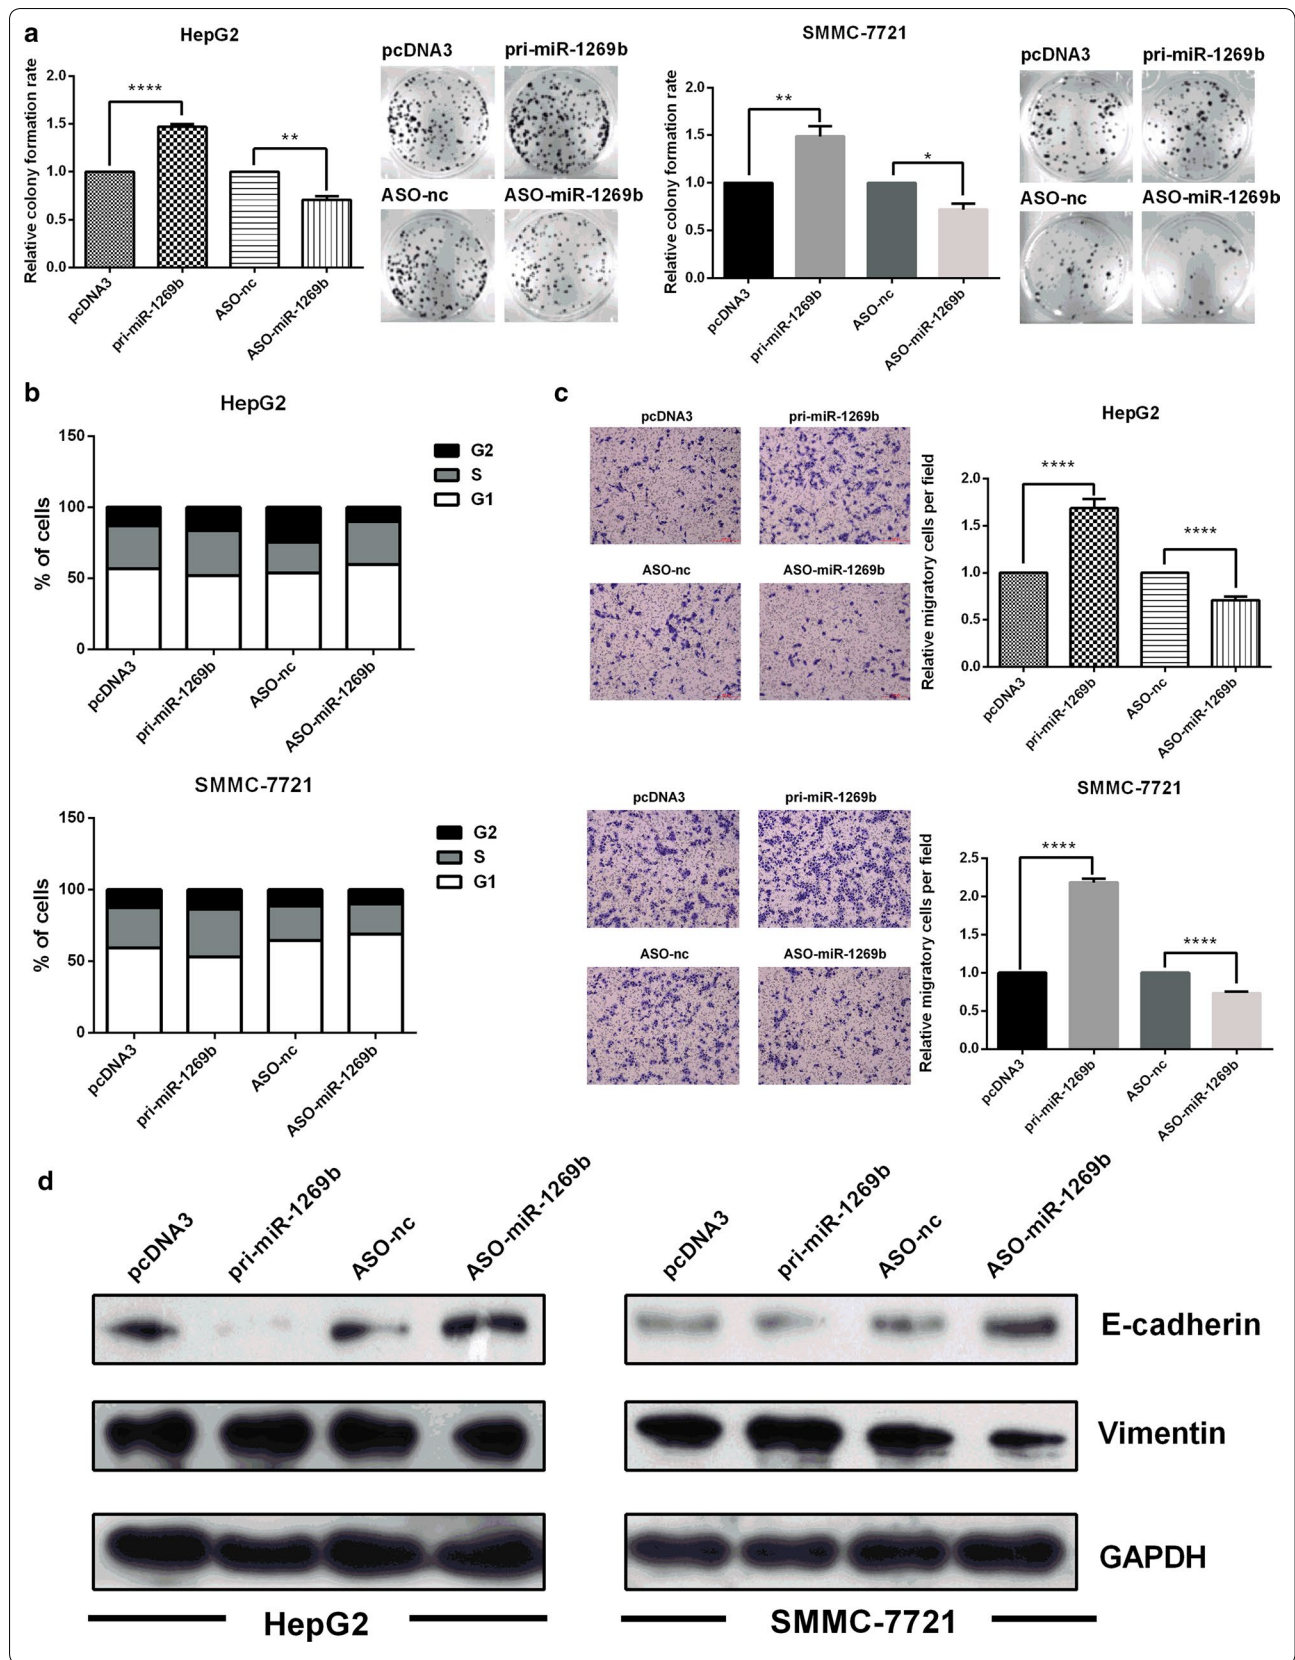 a
HepG2
Relative colony formation rate
2.0
1.5
1.0
0.5
0.0
****
**
pcDNA3
pri-miR-1269b
ASO-nc
ASO-miR-1269b
pcDNA3
pri-miR-1269b
ASO-nc
ASO-miR-1269b
SMMC-7721
Relative colony formation rate
2.0
1.5
1.0
0.5
0.0
**
*
pcDNA3
pri-miR-1269b
ASO-nc
ASO-miR-1269b
pcDNA3
pri-miR-1269b
ASO-nc
ASO-miR-1269b
b
HepG2
% of cells
150
100
50
0
G2
S
G1
pcDNA3
pri-miR-1269b
ASO-nc
ASO-miR-1269b
SMMC-7721
% of cells
150
100
50
0
G2
S
G1
pcDNA3
pri-miR-1269b
ASO-nc
ASO-miR-1269b
c
pcDNA3
pri-miR-1269b
ASO-nc
ASO-miR-1269b
HepG2
Relative migratory cells per field
2.0
1.5
1.0
0.5
0.0
****
****
pcDNA3
pri-miR-1269b
ASO-nc
ASO-miR-1269b
pcDNA3
pri-miR-1269b
ASO-nc
ASO-miR-1269b
SMMC-7721
Relative migratory cells per field
2.5
2.0
1.5
1.0
0.5
0.0
****
****
pcDNA3
pri-miR-1269b
ASO-nc
ASO-miR-1269b
d
pcDNA3
pri-miR-1269b
ASO-nc
ASO-miR-1269b
pcDNA3
pri-miR-1269b
ASO-nc
ASO-miR-1269b
E-cadherin
Vimentin
GAPDH
HepG2
SMMC-7721